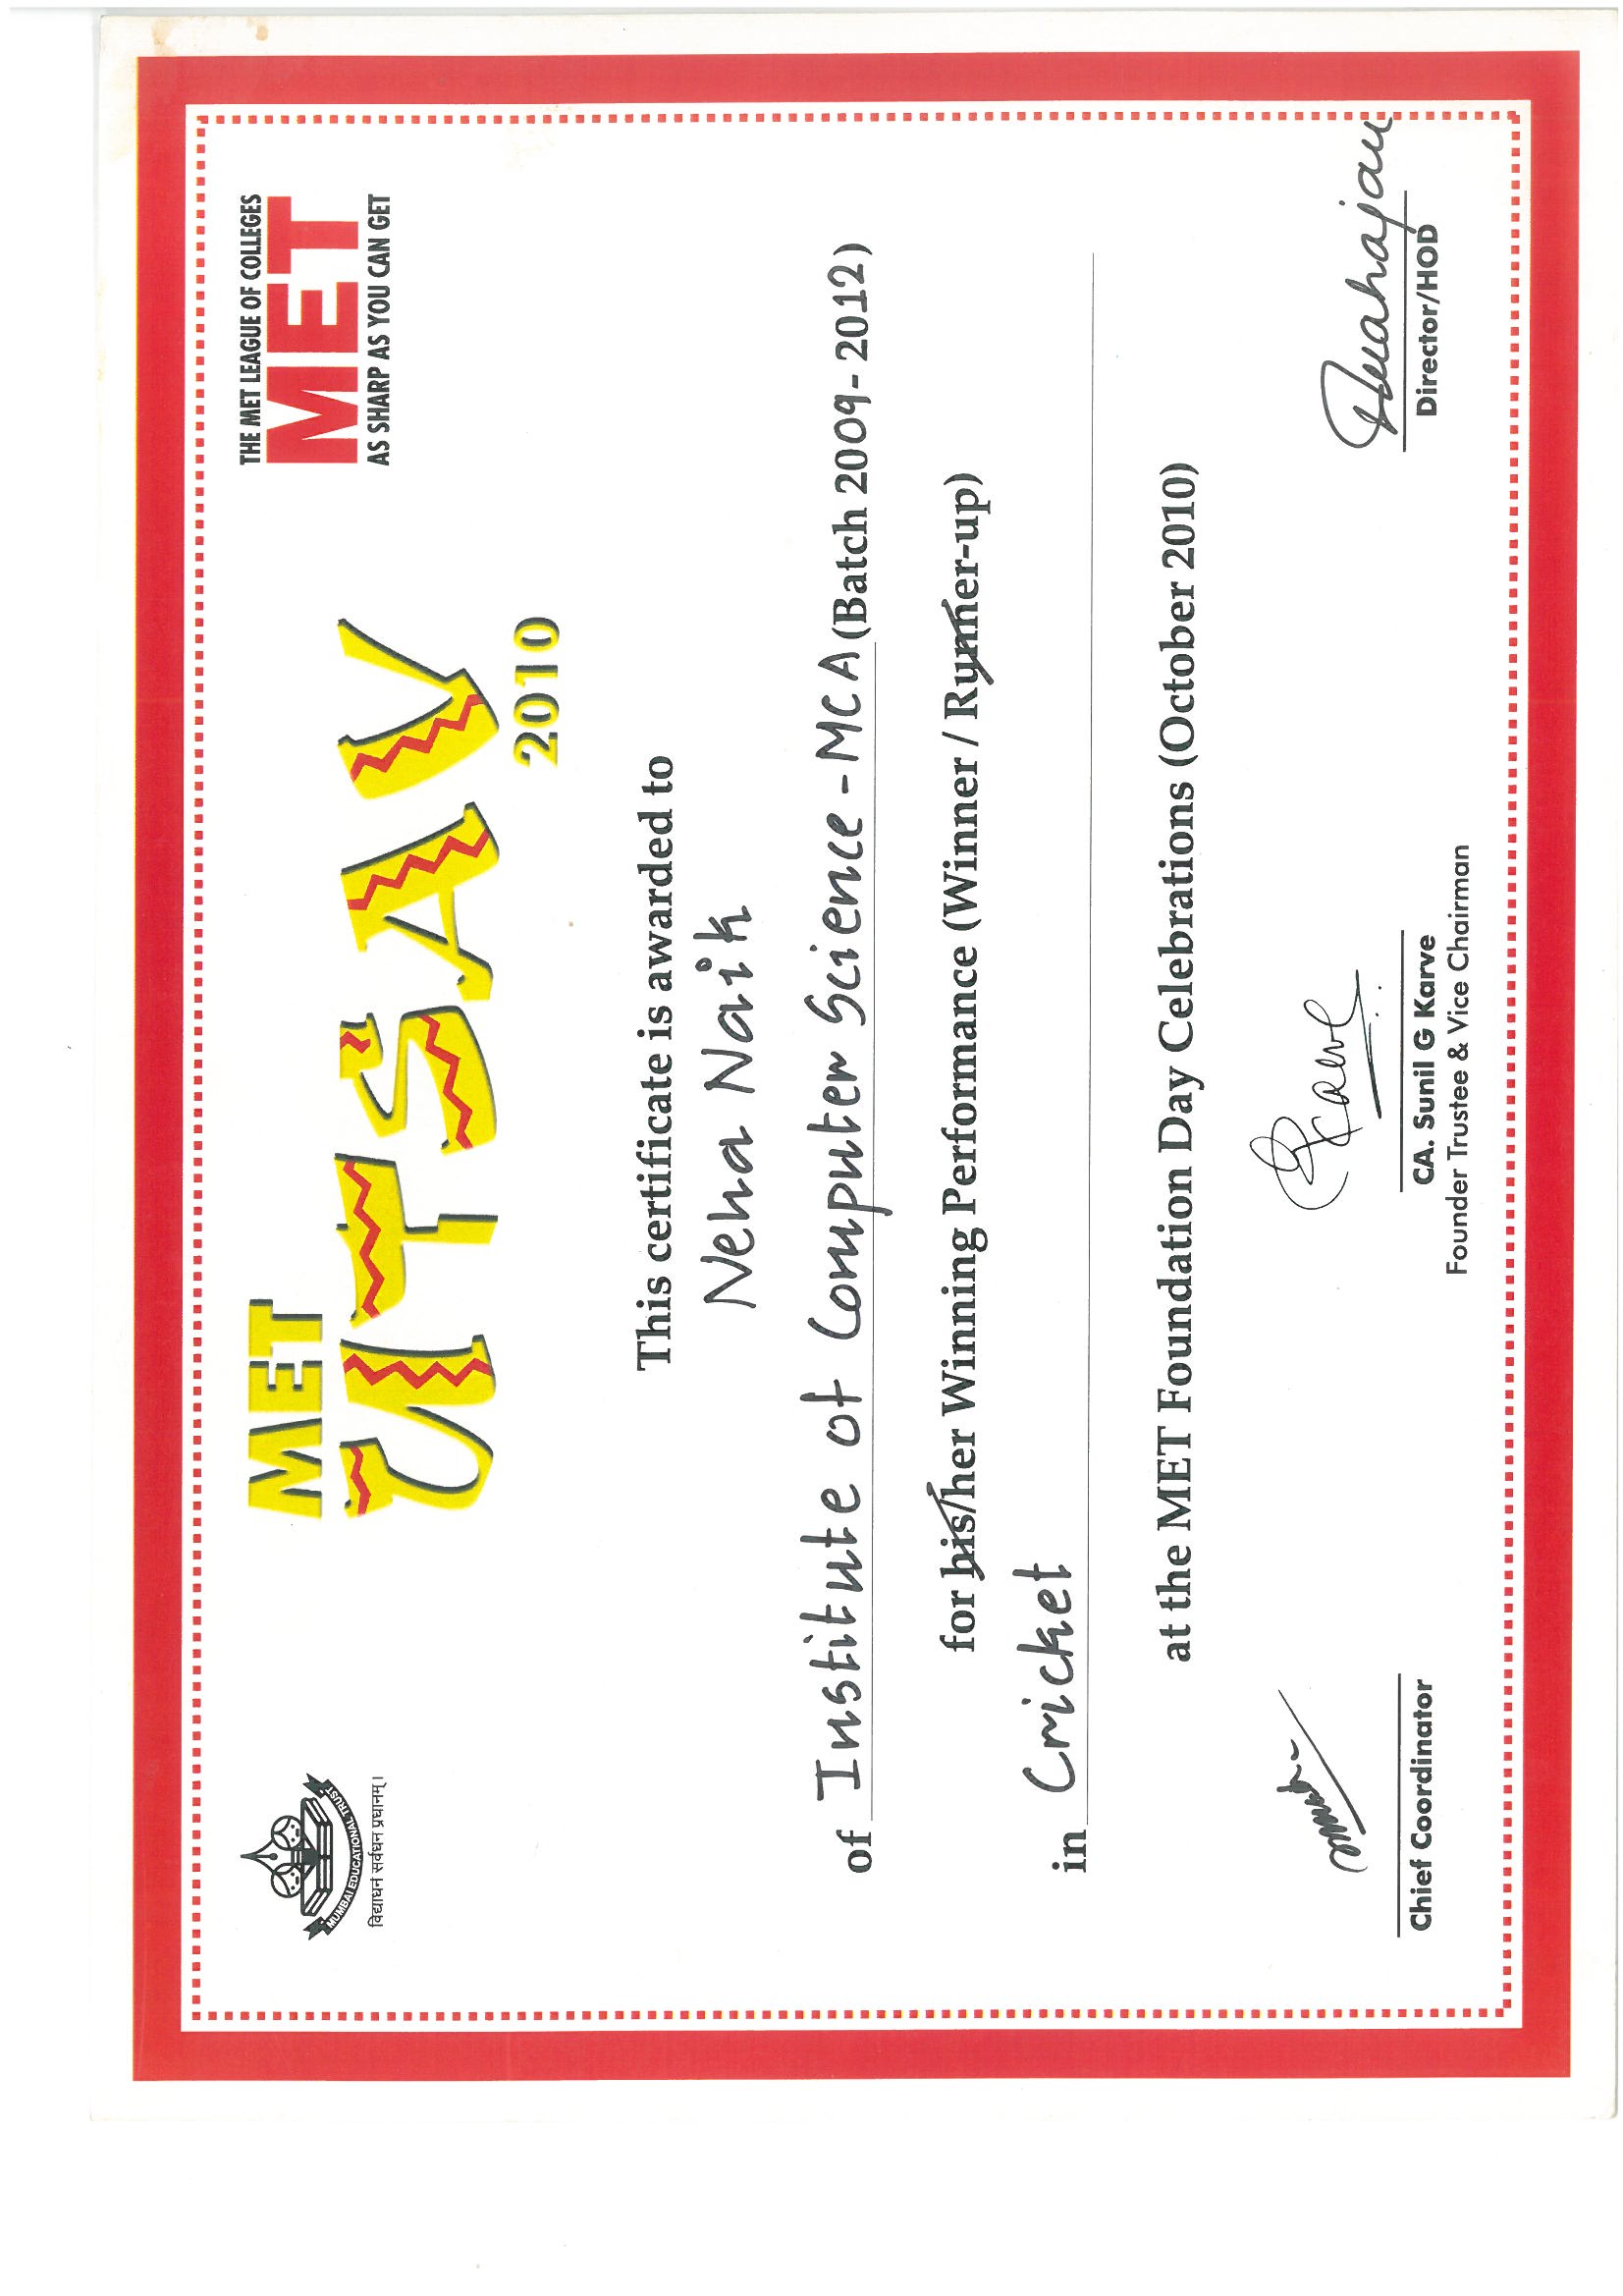 MUMBAI EDUCATIONAL TRUST
विद्याधनं सर्वधन प्रधानम्।
MET
UTSAV
2010
THE MET LEAGUE OF COLLEGES
MET
AS SHARP AS YOU CAN GET
This certificate is awarded to
Neha Naik
of Institute of Computer Science - MCA (Batch 2009-2012)
for his/her Winning Performance (Winner / Runner-up)
in Cricket
at the MET Foundation Day Celebrations (October 2010)
Chief Coordinator
Karve
CA. Sunil G Karve
Founder Trustee & Vice Chairman
Director/HOD